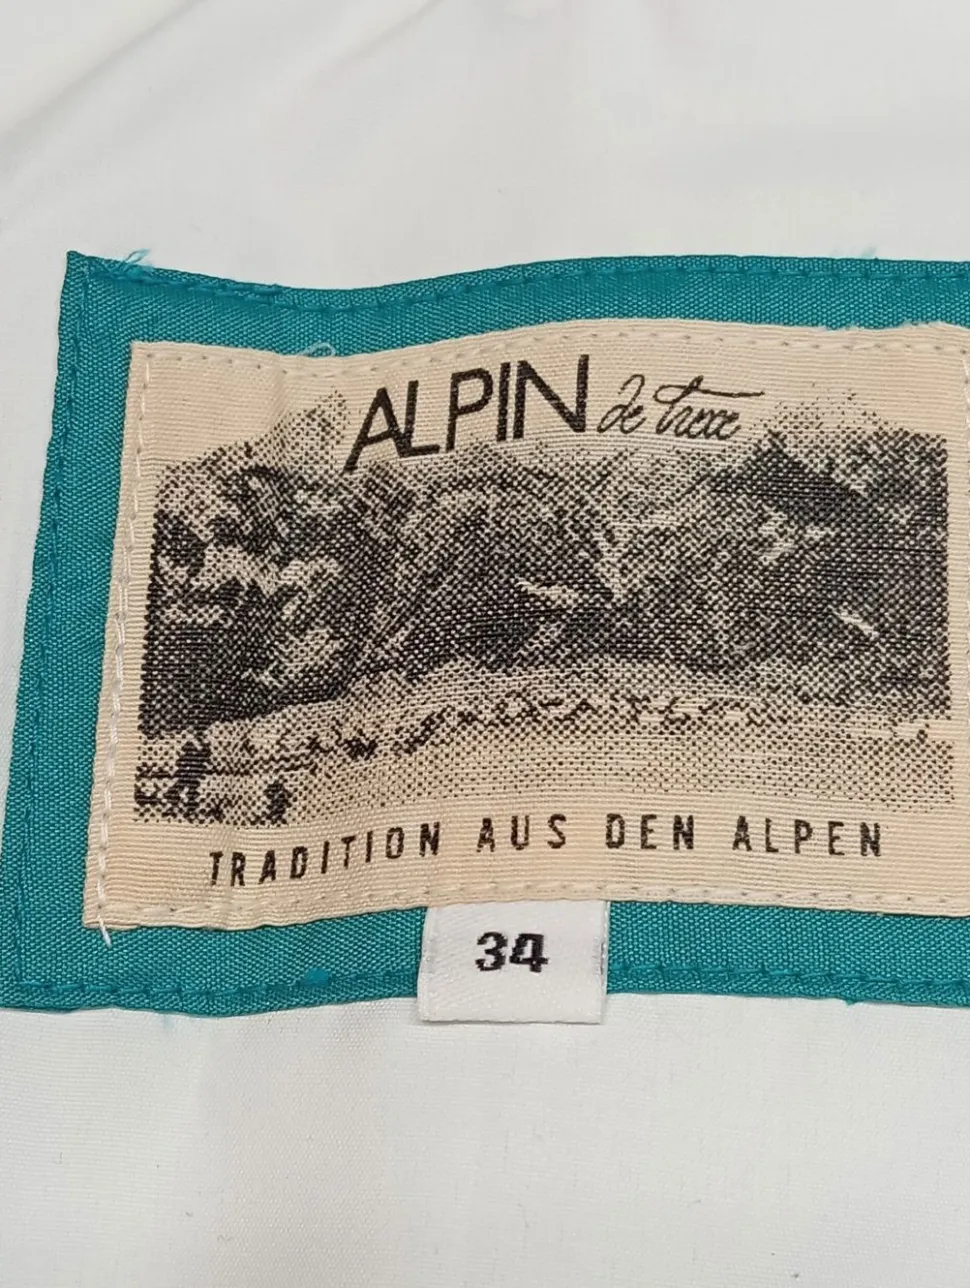 ALPIN de Luxe
TRADITION AUS DEN ALPEN
34